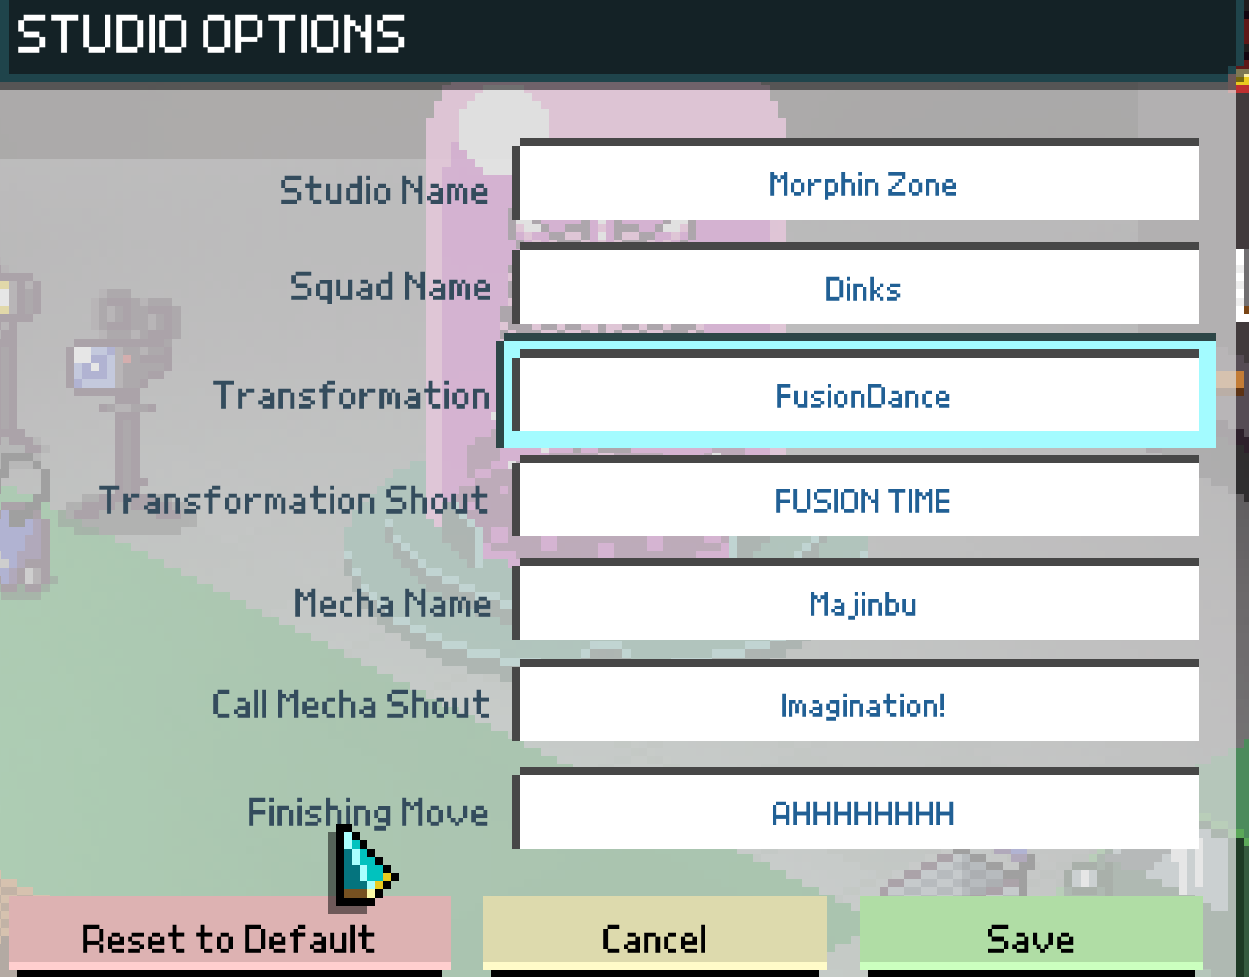 STUDIO OPTIONS
Studio Name Morphin Zone
Squad Name Dinks
Transformation FusionDance
Transformation Shout FUSION TIME
Mecha Name Majinbu
Call Mecha Shout Imagination!
Finishing Move AHHHHHHHH
Reset to Default Cancel Save